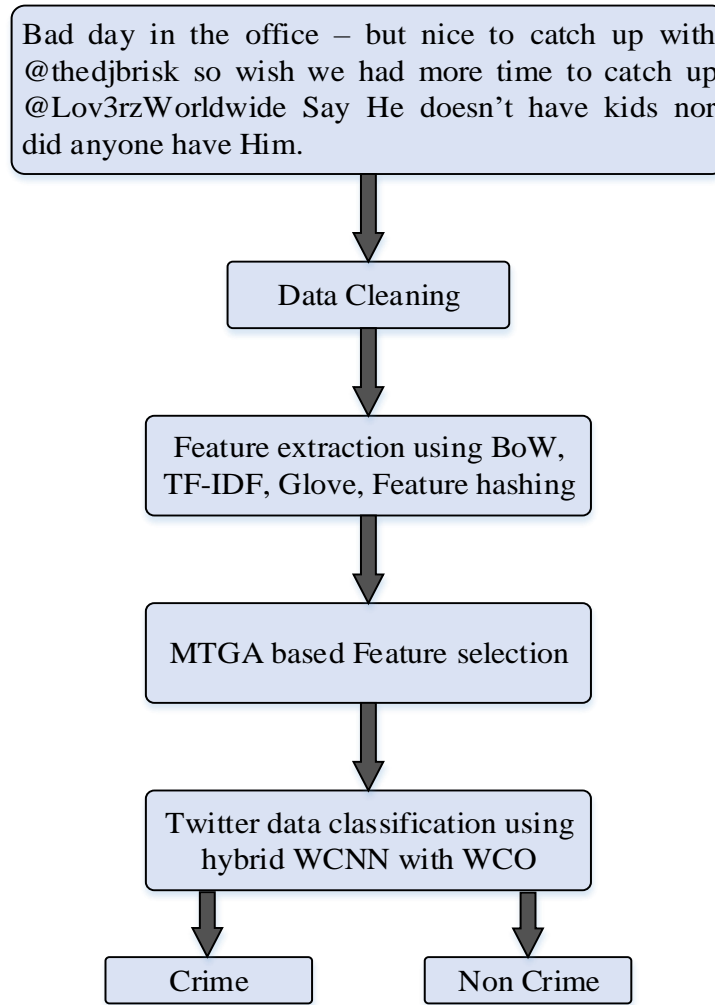 Bad day in the office – but nice to catch up with
@thedjbrisk so wish we had more time to catch up
@Lov3rzWorldwide Say He doesn’t have kids nor
did anyone have Him.
Data Cleaning
Feature extraction using BoW,
TF-IDF, Glove, Feature hashing
MTGA based Feature selection
Twitter data classification using
hybrid WCNN with WCO
Crime
Non Crime